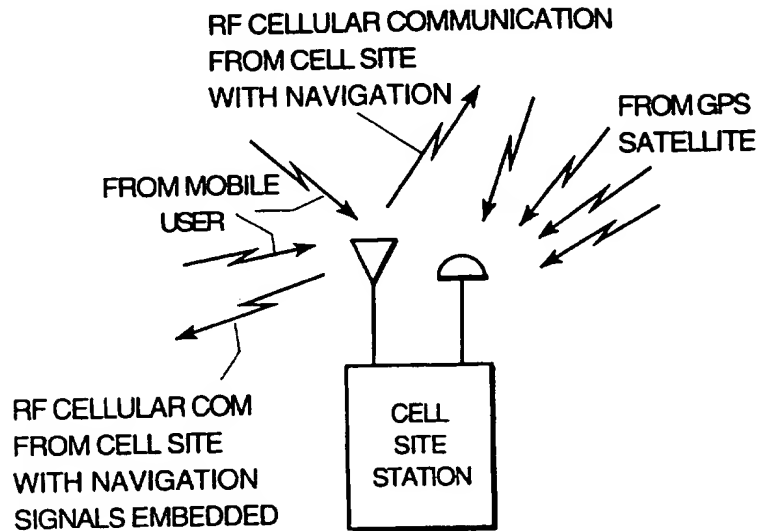 RF CELLULAR COMMUNICATION
FROM CELL SITE
WITH NAVIGATION
FROM GPS
SATELLITE
FROM MOBILE
USER
RF CELLULAR COM
FROM CELL SITE
WITH NAVIGATION
SIGNALS EMBEDDED
CELL
SITE
STATION